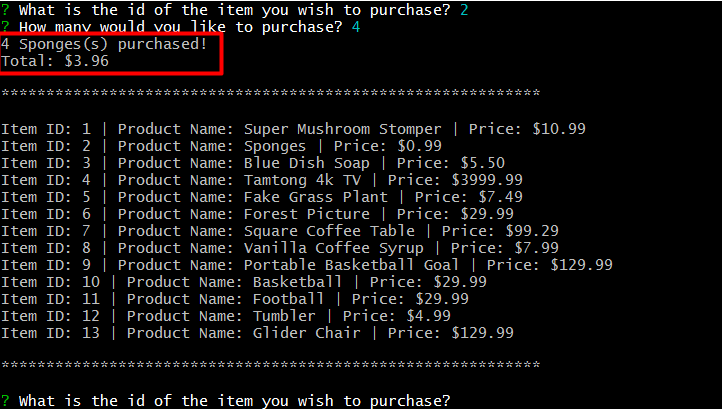 ? What is the id of the item you wish to purchase? 2
? How many would you like to purchase? 4
4 Sponges(s) purchased!
Total: $3.96
************************************************************
Item ID: 1 | Product Name: Super Mushroom Stomper | Price: $10.99
Item ID: 2 | Product Name: Sponges | Price: $0.99
Item ID: 3 | Product Name: Blue Dish Soap | Price: $5.50
Item ID: 4 | Product Name: Tamtong 4k TV | Price: $3999.99
Item ID: 5 | Product Name: Fake Grass Plant | Price: $7.49
Item ID: 6 | Product Name: Forest Picture | Price: $29.99
Item ID: 7 | Product Name: Square Coffee Table | Price: $99.29
Item ID: 8 | Product Name: Vanilla Coffee Syrup | Price: $7.99
Item ID: 9 | Product Name: Portable Basketball Goal | Price: $129.99
Item ID: 10 | Product Name: Basketball | Price: $29.99
Item ID: 11 | Product Name: Football | Price: $29.99
Item ID: 12 | Product Name: Tumbler | Price: $4.99
Item ID: 13 | Product Name: Glider Chair | Price: $129.99
************************************************************
? What is the id of the item you wish to purchase?